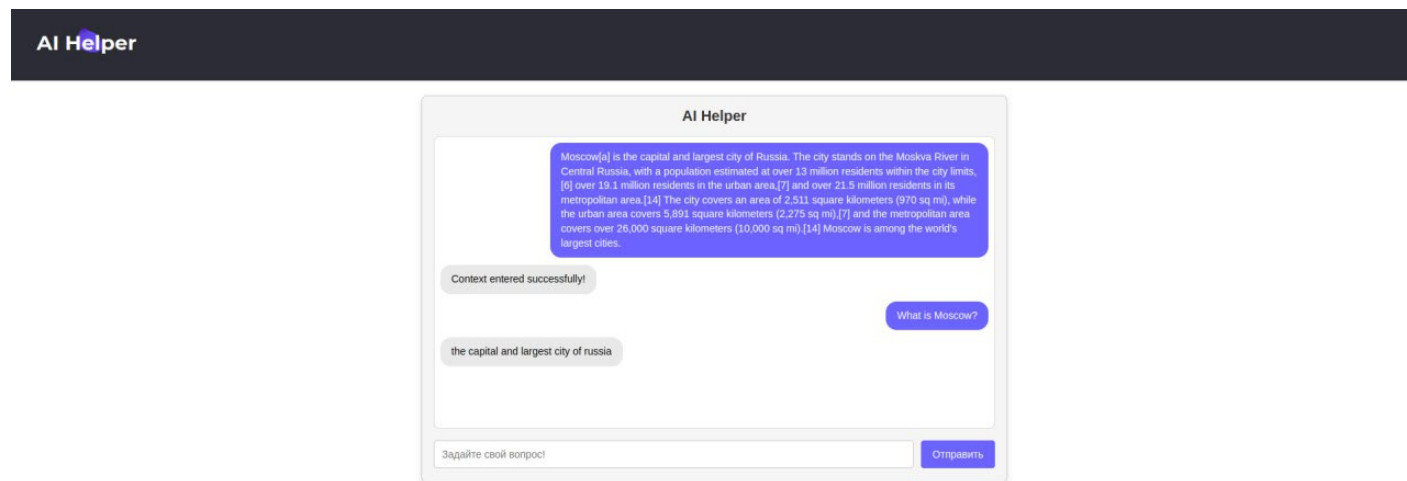 AI Helper
AI Helper
Moscow[a] is the capital and largest city of Russia. The city stands on the Moskva River in
Central Russia, with a population estimated at over 13 million residents within the city limits,
[6] over 19.1 million residents in the urban area,[7] and over 21.5 million residents in its
metropolitan area.[14] The city covers an area of 2,511 square kilometers (970 sq mi), while
the urban area covers 5,891 square kilometers (2,275 sq mi),[7] and the metropolitan area
covers over 26,000 square kilometers (10,000 sq mi).[14] Moscow is among the world's
largest cities.
Context entered successfully!
What is Moscow?
the capital and largest city of russia
Задайте свой вопрос!
Отправить